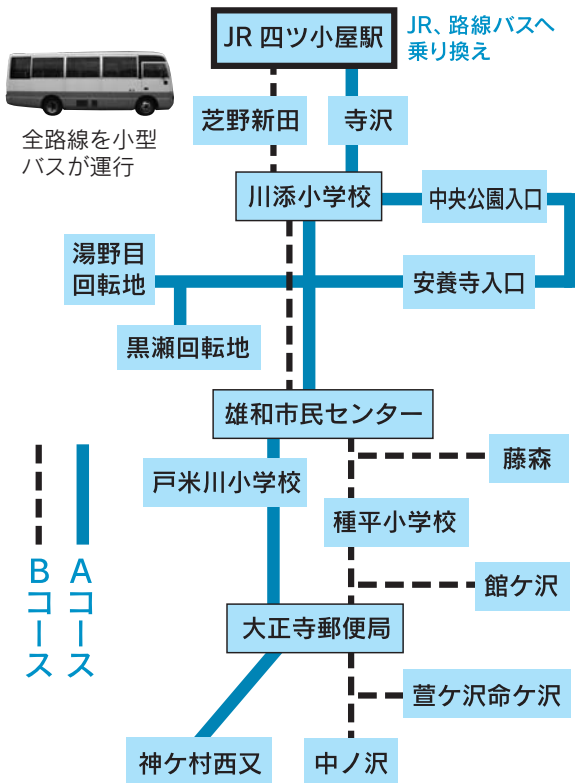 JR 四ツ小屋駅
JR、路線バスへ
乗り換え
全路線を小型
バスが運行
芝野新田
寺沢
川添小学校
中央公園入口
湯野目
回転地
安養寺入口
黒瀬回転地
雄和市民センター
藤森
戸米川小学校
種平小学校
館ケ沢
大正寺郵便局
萱ケ沢命ケ沢
神ケ村西又
中ノ沢
Aコース
Bコース